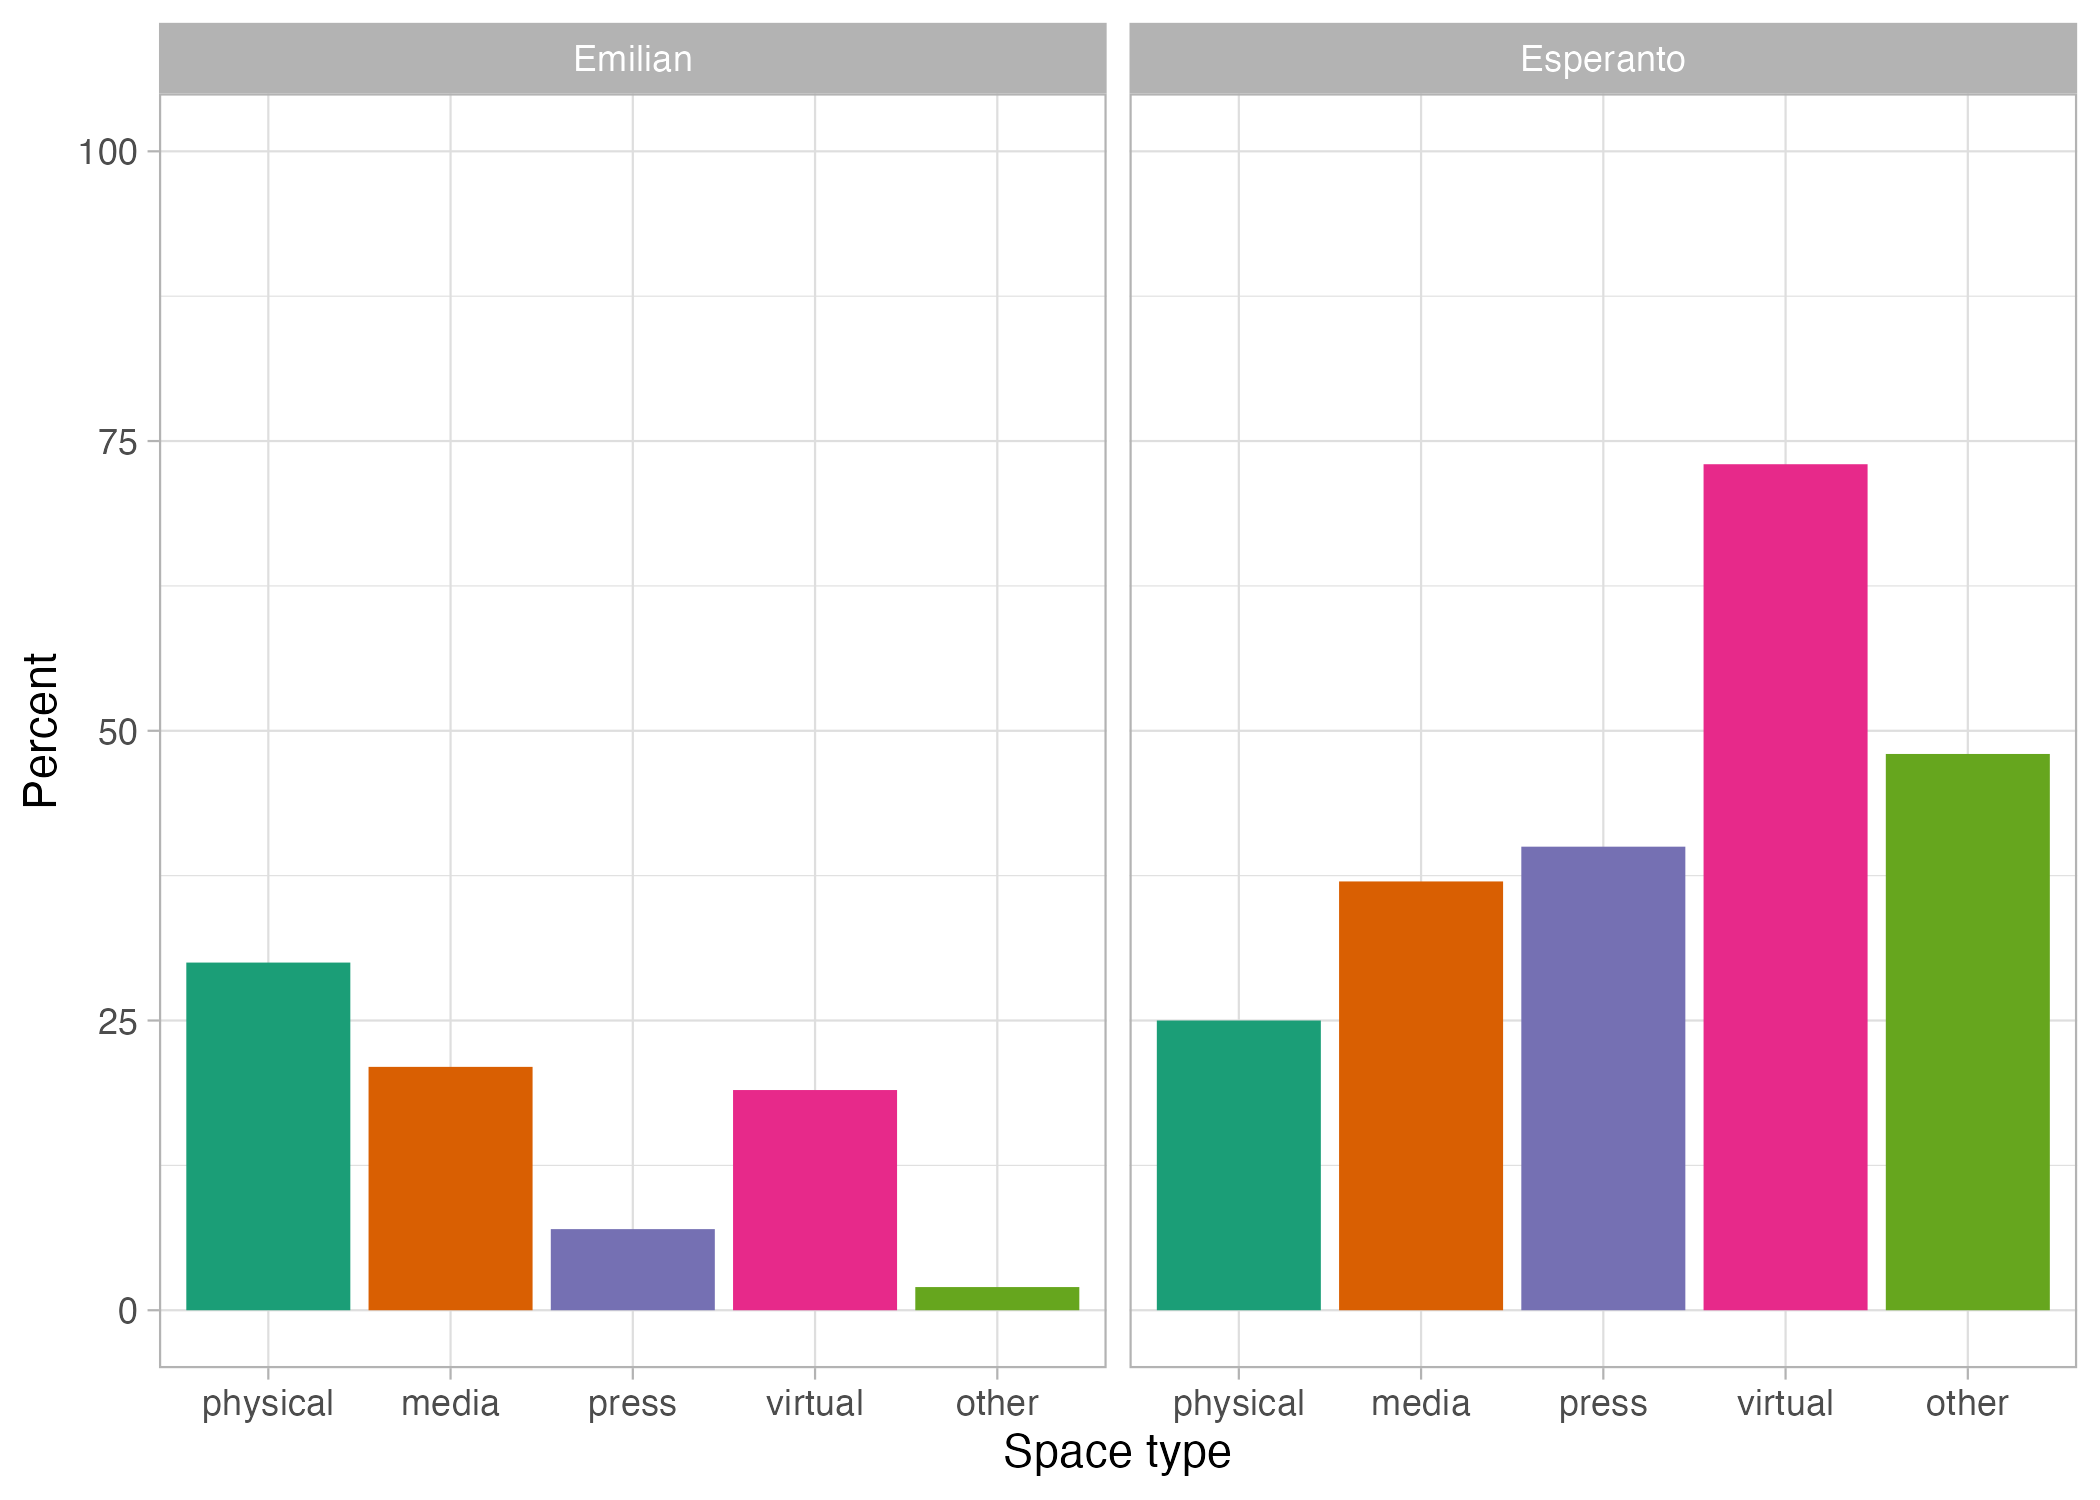 Emilian
Esperanto
100
75
50
25
0
Percent
physical media press virtual other
physical media press virtual other
Space type